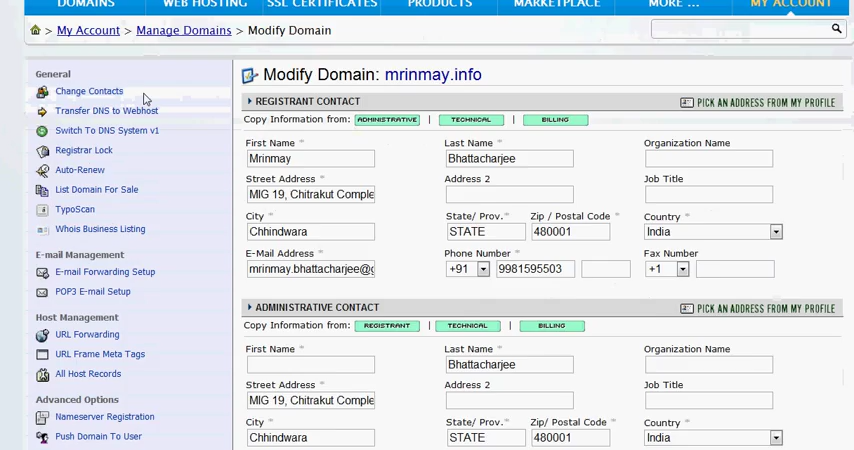 DOMAINS WEB HOSTING SSL CERTIFICATES PRODUCTS MARKETPLACE MORE ... MY ACCOUNT
> My Account > Manage Domains > Modify Domain
General
Change Contacts
Transfer DNS to Webhost
Switch To DNS System v1
Registrar Lock
Auto-Renew
List Domain For Sale
TypoScan
Whois Business Listing
E-mail Management
E-mail Forwarding Setup
POP3 E-mail Setup
Host Management
URL Forwarding
URL Frame Meta Tags
All Host Records
Advanced Options
Nameserver Registration
Push Domain To User
Modify Domain: mrinmay.info
REGISTRANT CONTACT PICK AN ADDRESS FROM MY PROFILE
Copy Information from: ADMINISTRATIVE | TECHNICAL | BILLING
First Name * Last Name * Organization Name
Mrinmay Bhattacharjee
Street Address * Address 2 Job Title
MIG 19, Chitrakut Comple
City * State/ Prov.* Zip / Postal Code * Country *
Chhindwara STATE 480001 India
E-Mail Address * Phone Number * Fax Number
mrinmay.bhattacharjee@g +91 9981595503 +1
ADMINISTRATIVE CONTACT PICK AN ADDRESS FROM MY PROFILE
Copy Information from: REGISTRANT | TECHNICAL | BILLING
First Name * Last Name * Organization Name
Bhattacharjee
Street Address * Address 2 Job Title
MIG 19, Chitrakut Comple
City * State/ Prov.* Zip/ Postal Code * Country *
Chhindwara STATE 480001 India